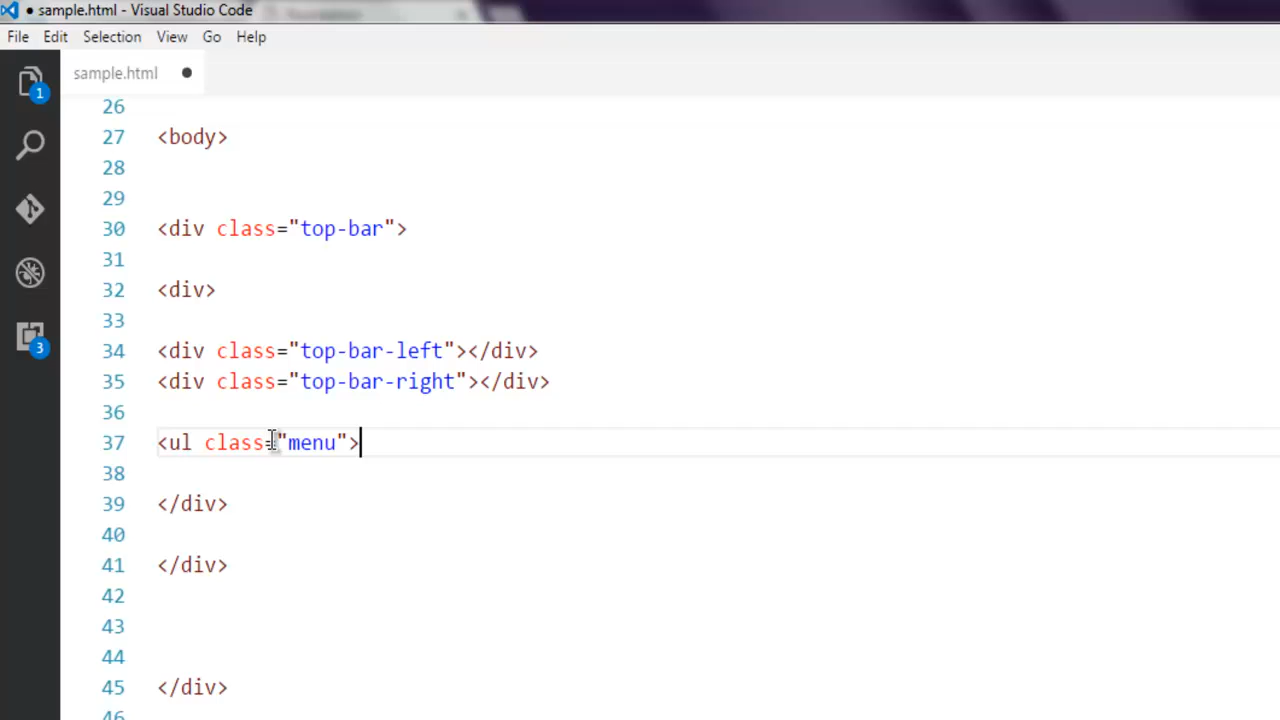 sample.html - Visual Studio Code
File Edit Selection View Go Help
sample.html
1
3
26
27 <body>
28
29
30 <div class="top-bar">
31
32 <div>
33
34 <div class="top-bar-left"></div>
35 <div class="top-bar-right"></div>
36
37 <ul class="menu">
38
39 </div>
40
41 </div>
42
43
44
45 </div>
46